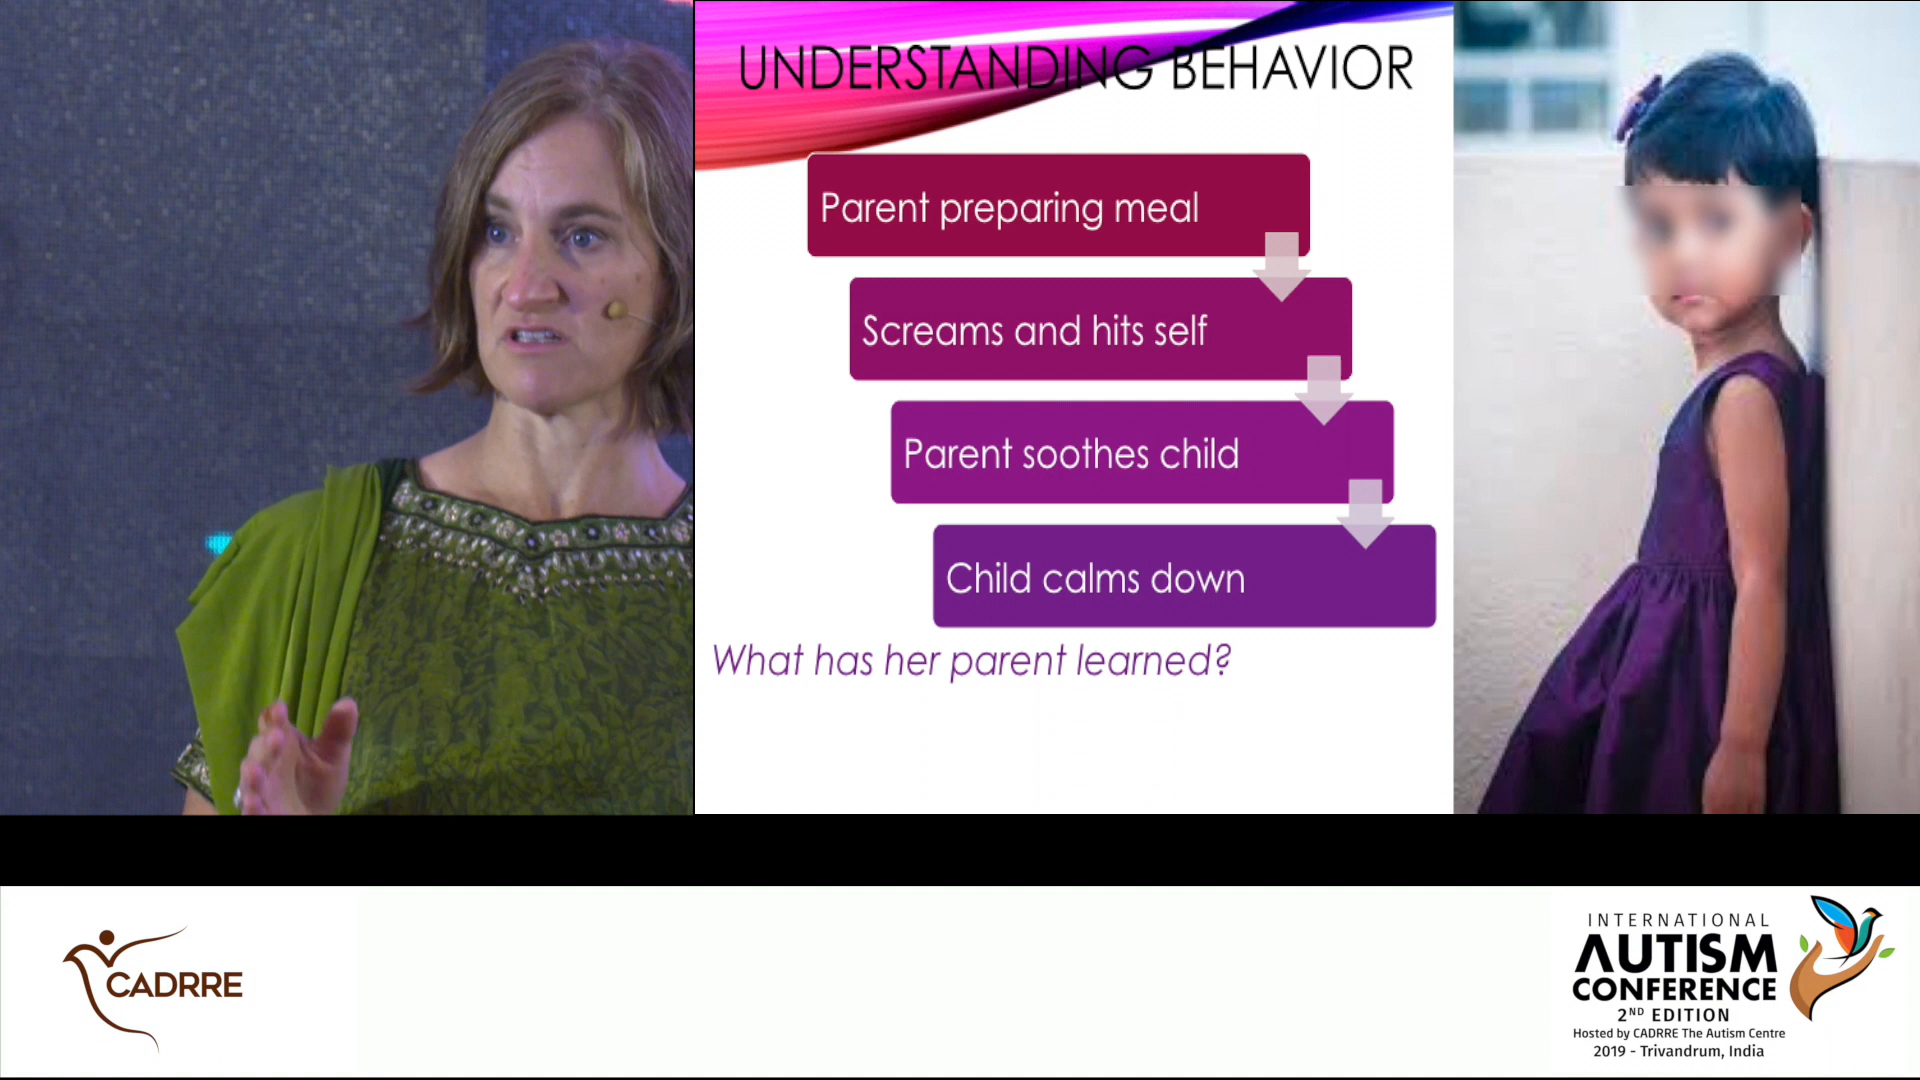 UNDERSTANDING BEHAVIOR
Parent preparing meal
Screams and hits self
Parent soothes child
Child calms down
What has her parent learned?
CADRRE
INTERNATIONAL
AUTISM
CONFERENCE
2ND EDITION
Hosted by CADRRE The Autism Centre
2019 - Trivandrum, India